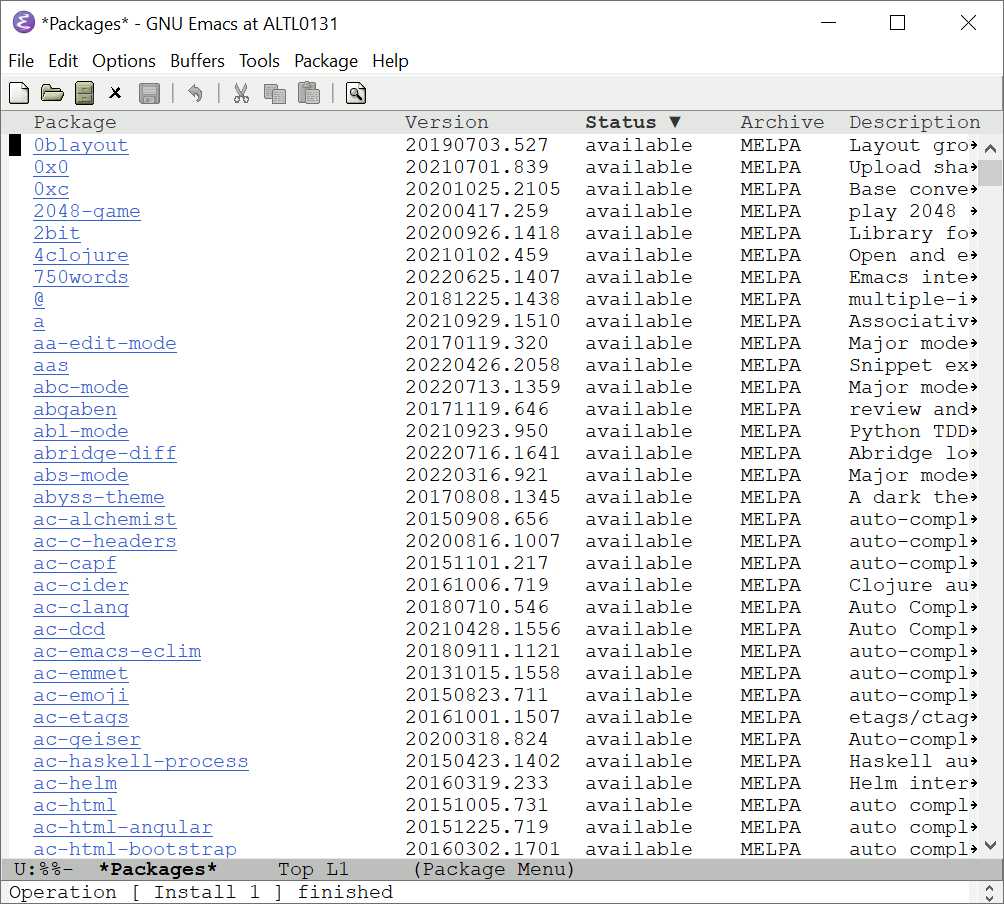 *Packages* - GNU Emacs at ALTL0131
File Edit Options Buffers Tools Package Help
Package Version Status ▼ Archive Description
0blayout 20190703.527 available MELPA Layout gro→
0x0 20210701.839 available MELPA Upload sha→
0xc 20201025.2105 available MELPA Base conve→
2048-game 20200417.259 available MELPA play 2048 →
2bit 20200926.1418 available MELPA Library fo→
4clojure 20210102.459 available MELPA Open and e→
750words 20220625.1407 available MELPA Emacs inte→
@ 20181225.1438 available MELPA multiple-i→
a 20210929.1510 available MELPA Associativ→
aa-edit-mode 20170119.320 available MELPA Major mode→
aas 20220426.2058 available MELPA Snippet ex→
abc-mode 20220713.1359 available MELPA Major mode→
abgaben 20171119.646 available MELPA review and→
abl-mode 20210923.950 available MELPA Python TDD→
abridge-diff 20220716.1641 available MELPA Abridge lo→
abs-mode 20220316.921 available MELPA Major mode→
abyss-theme 20170808.1345 available MELPA A dark the→
ac-alchemist 20150908.656 available MELPA auto-compl→
ac-c-headers 20200816.1007 available MELPA auto-compl→
ac-capf 20151101.217 available MELPA auto-compl→
ac-cider 20161006.719 available MELPA Clojure au→
ac-clang 20180710.546 available MELPA Auto Compl→
ac-dcd 20210428.1556 available MELPA Auto Compl→
ac-emacs-eclim 20180911.1121 available MELPA auto-compl→
ac-emmet 20131015.1558 available MELPA auto-compl→
ac-emoji 20150823.711 available MELPA auto-compl→
ac-etags 20161001.1507 available MELPA etags/ctag→
ac-geiser 20200318.824 available MELPA Auto-compl→
ac-haskell-process 20150423.1402 available MELPA Haskell au→
ac-helm 20160319.233 available MELPA Helm inter→
ac-html 20151005.731 available MELPA auto compl→
ac-html-angular 20151225.719 available MELPA auto compl→
ac-html-bootstrap 20160302.1701 available MELPA auto compl→
U:%%- *Packages* Top L1 (Package Menu)
Operation [ Install 1 ] finished